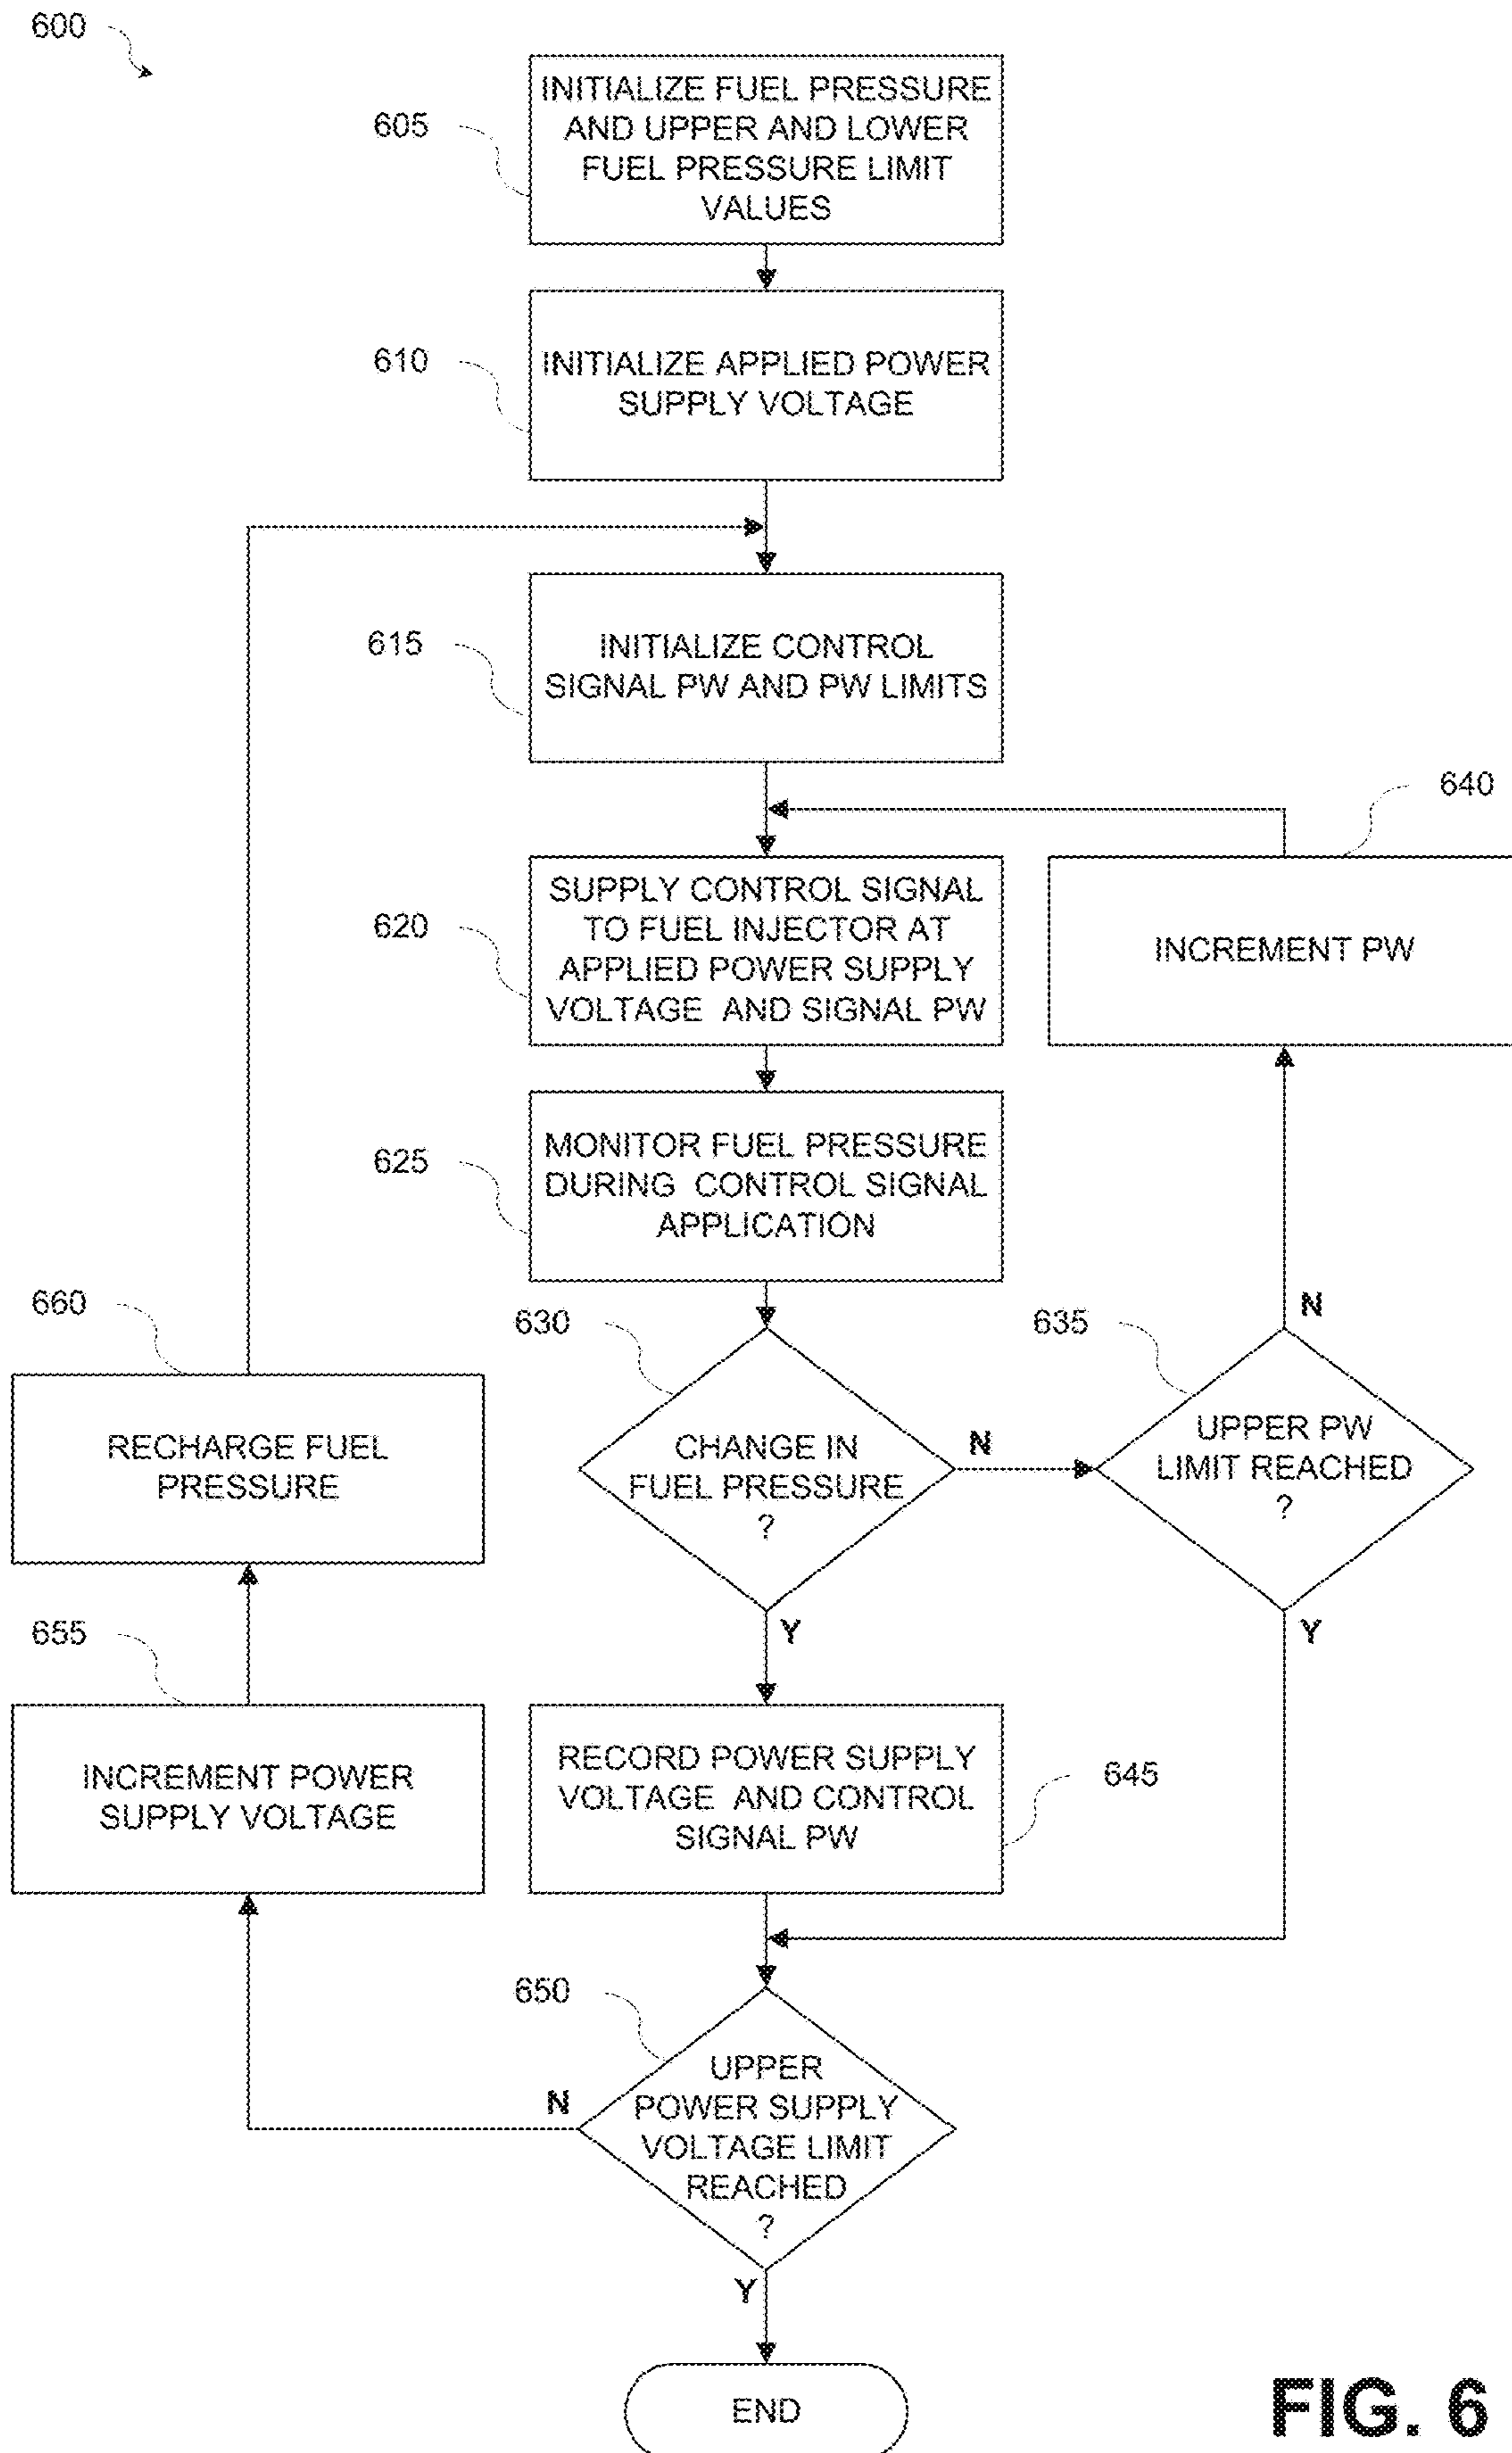 600
605
INITIALIZE FUEL PRESSURE
AND UPPER AND LOWER
FUEL PRESSURE LIMIT
VALUES
610
INITIALIZE APPLIED POWER
SUPPLY VOLTAGE
615
INITIALIZE CONTROL
SIGNAL PW AND PW LIMITS
620
SUPPLY CONTROL SIGNAL
TO FUEL INJECTOR AT
APPLIED POWER SUPPLY
VOLTAGE AND SIGNAL PW
640
INCREMENT PW
625
MONITOR FUEL PRESSURE
DURING CONTROL SIGNAL
APPLICATION
630
CHANGE IN
FUEL PRESSURE
?
N
Y
635
UPPER PW
LIMIT REACHED
?
N
Y
660
RECHARGE FUEL
PRESSURE
655
INCREMENT POWER
SUPPLY VOLTAGE
RECORD POWER SUPPLY
VOLTAGE AND CONTROL
SIGNAL PW
645
650
UPPER
POWER SUPPLY
VOLTAGE LIMIT
REACHED
?
N
Y
END
FIG. 6